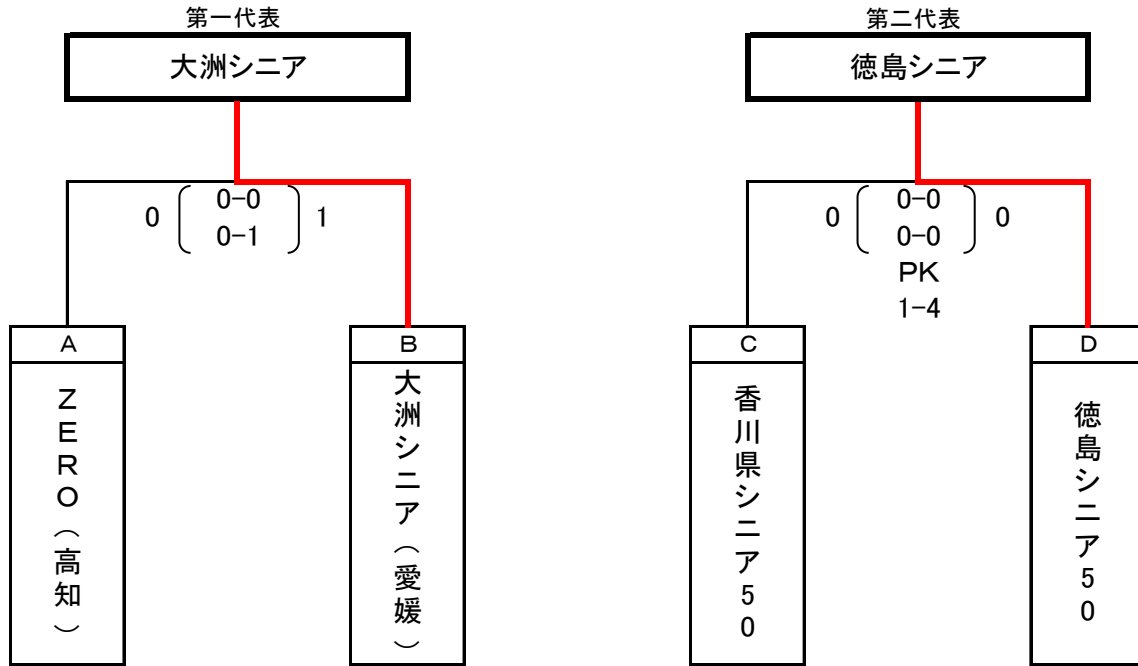 第一代表
大洲シニア
0 0-0 1
0-1
A
ZERO(高知)
B
大洲シニア(愛媛)
第二代表
徳島シニア
0 0-0 0
0-0
PK
1-4
C
香川県シニア50
D
徳島シニア50